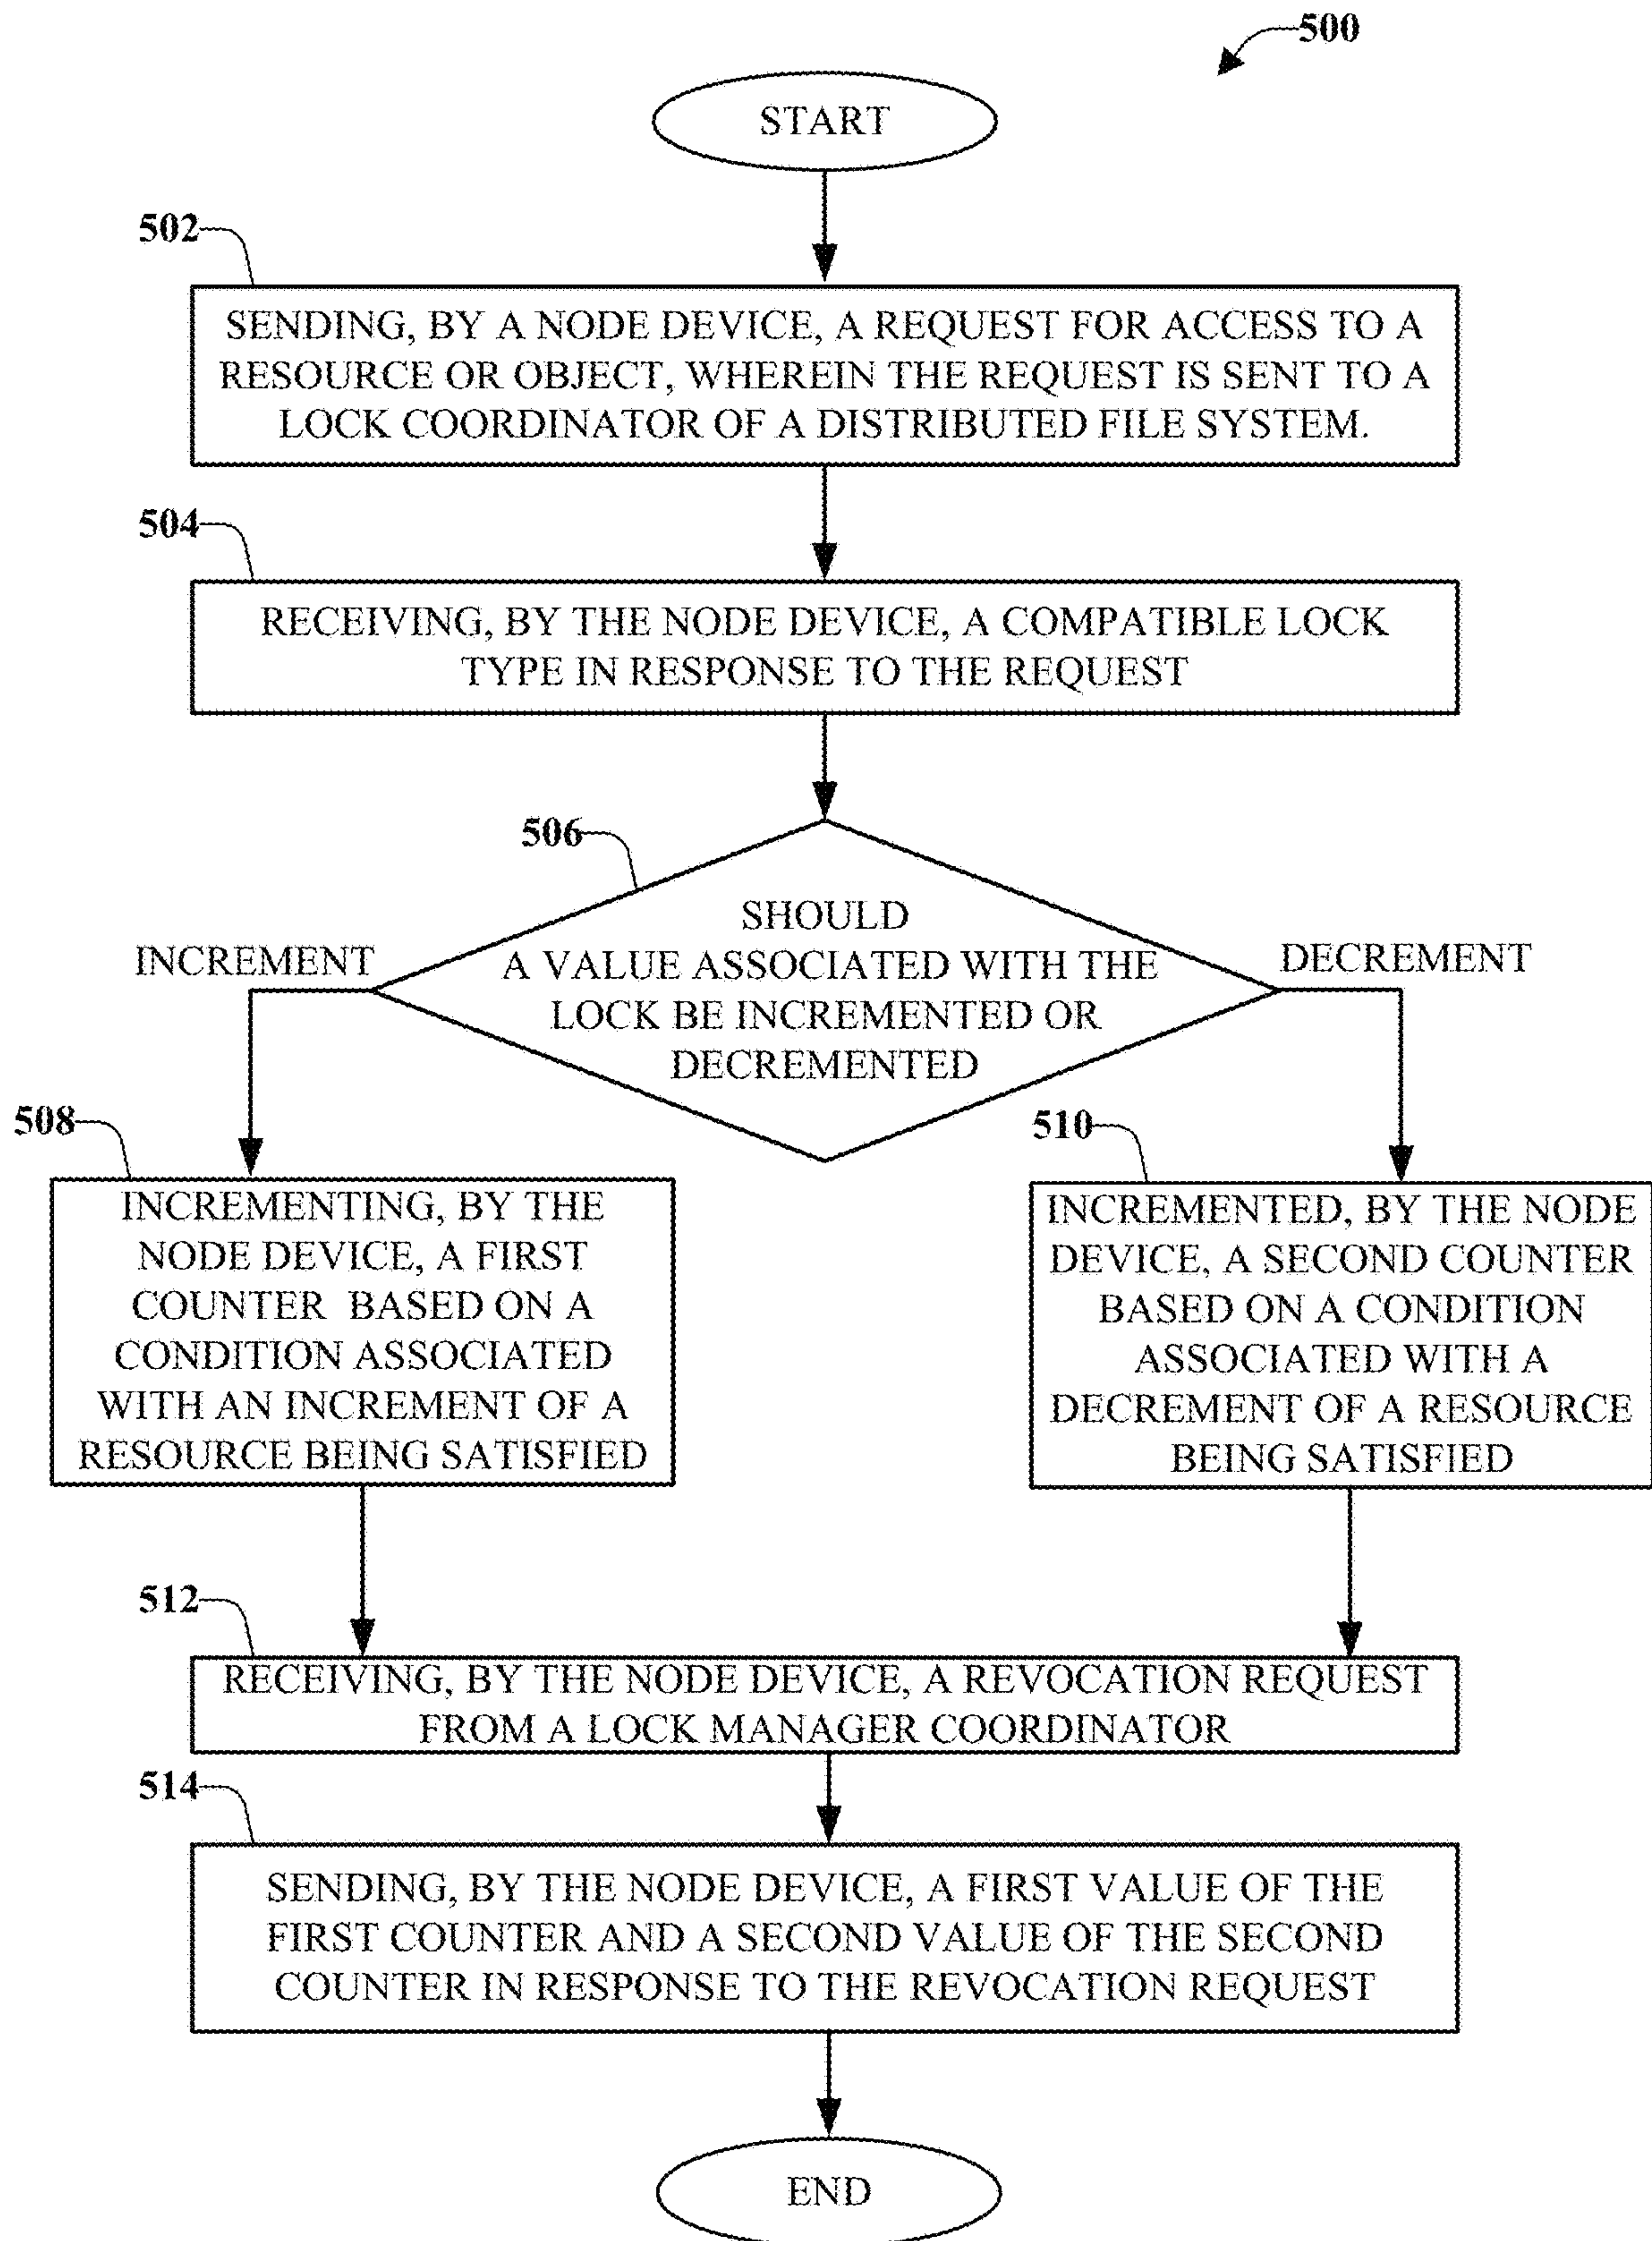 500
START
502
SENDING, BY A NODE DEVICE, A REQUEST FOR ACCESS TO A
RESOURCE OR OBJECT, WHEREIN THE REQUEST IS SENT TO A
LOCK COORDINATOR OF A DISTRIBUTED FILE SYSTEM.
504
RECEIVING, BY THE NODE DEVICE, A COMPATIBLE LOCK
TYPE IN RESPONSE TO THE REQUEST
506
SHOULD
A VALUE ASSOCIATED WITH THE
LOCK BE INCREMENTED OR
DECREMENTED
INCREMENT
DECREMENT
508
INCREMENTING, BY THE
NODE DEVICE, A FIRST
COUNTER BASED ON A
CONDITION ASSOCIATED
WITH AN INCREMENT OF A
RESOURCE BEING SATISFIED
510
INCREMENTED, BY THE NODE
DEVICE, A SECOND COUNTER
BASED ON A CONDITION
ASSOCIATED WITH A
DECREMENT OF A RESOURCE
BEING SATISFIED
512
RECEIVING, BY THE NODE DEVICE, A REVOCATION REQUEST
FROM A LOCK MANAGER COORDINATOR
514
SENDING, BY THE NODE DEVICE, A FIRST VALUE OF THE
FIRST COUNTER AND A SECOND VALUE OF THE SECOND
COUNTER IN RESPONSE TO THE REVOCATION REQUEST
END